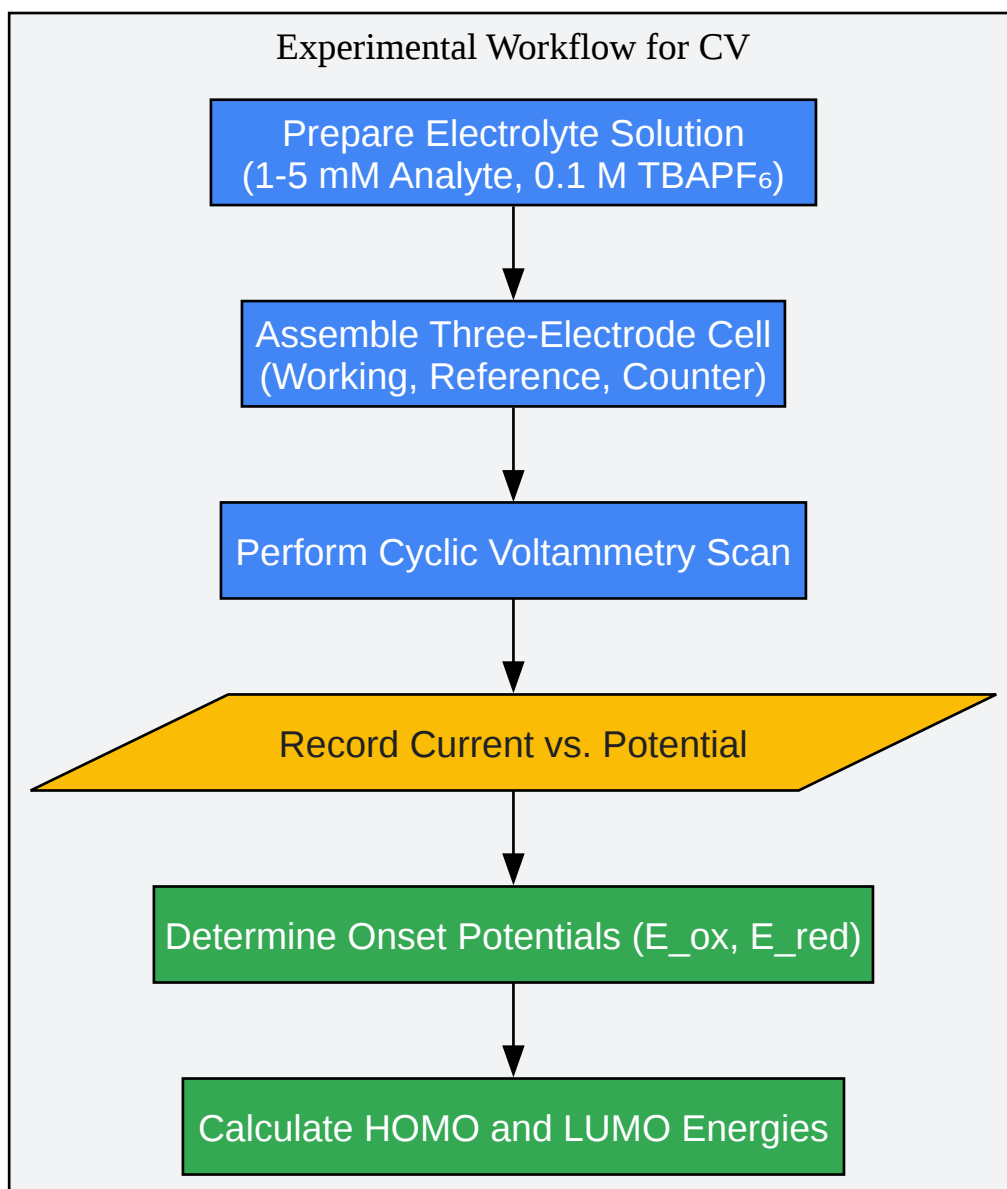 Experimental Workflow for CV
Prepare Electrolyte Solution
(1-5 mM Analyte, 0.1 M TBAPF₆)
Assemble Three-Electrode Cell
(Working, Reference, Counter)
Perform Cyclic Voltammetry Scan
Record Current vs. Potential
Determine Onset Potentials (E_ox, E_red)
Calculate HOMO and LUMO Energies